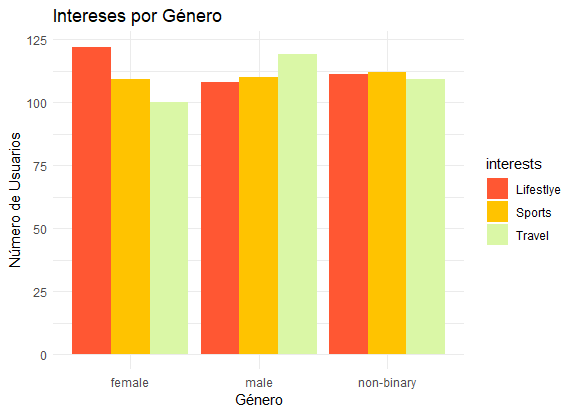 Intereses por Género
Número de Usuarios
125
100
75
50
25
0
female
male
non-binary
Género
interests
Lifestlye
Sports
Travel